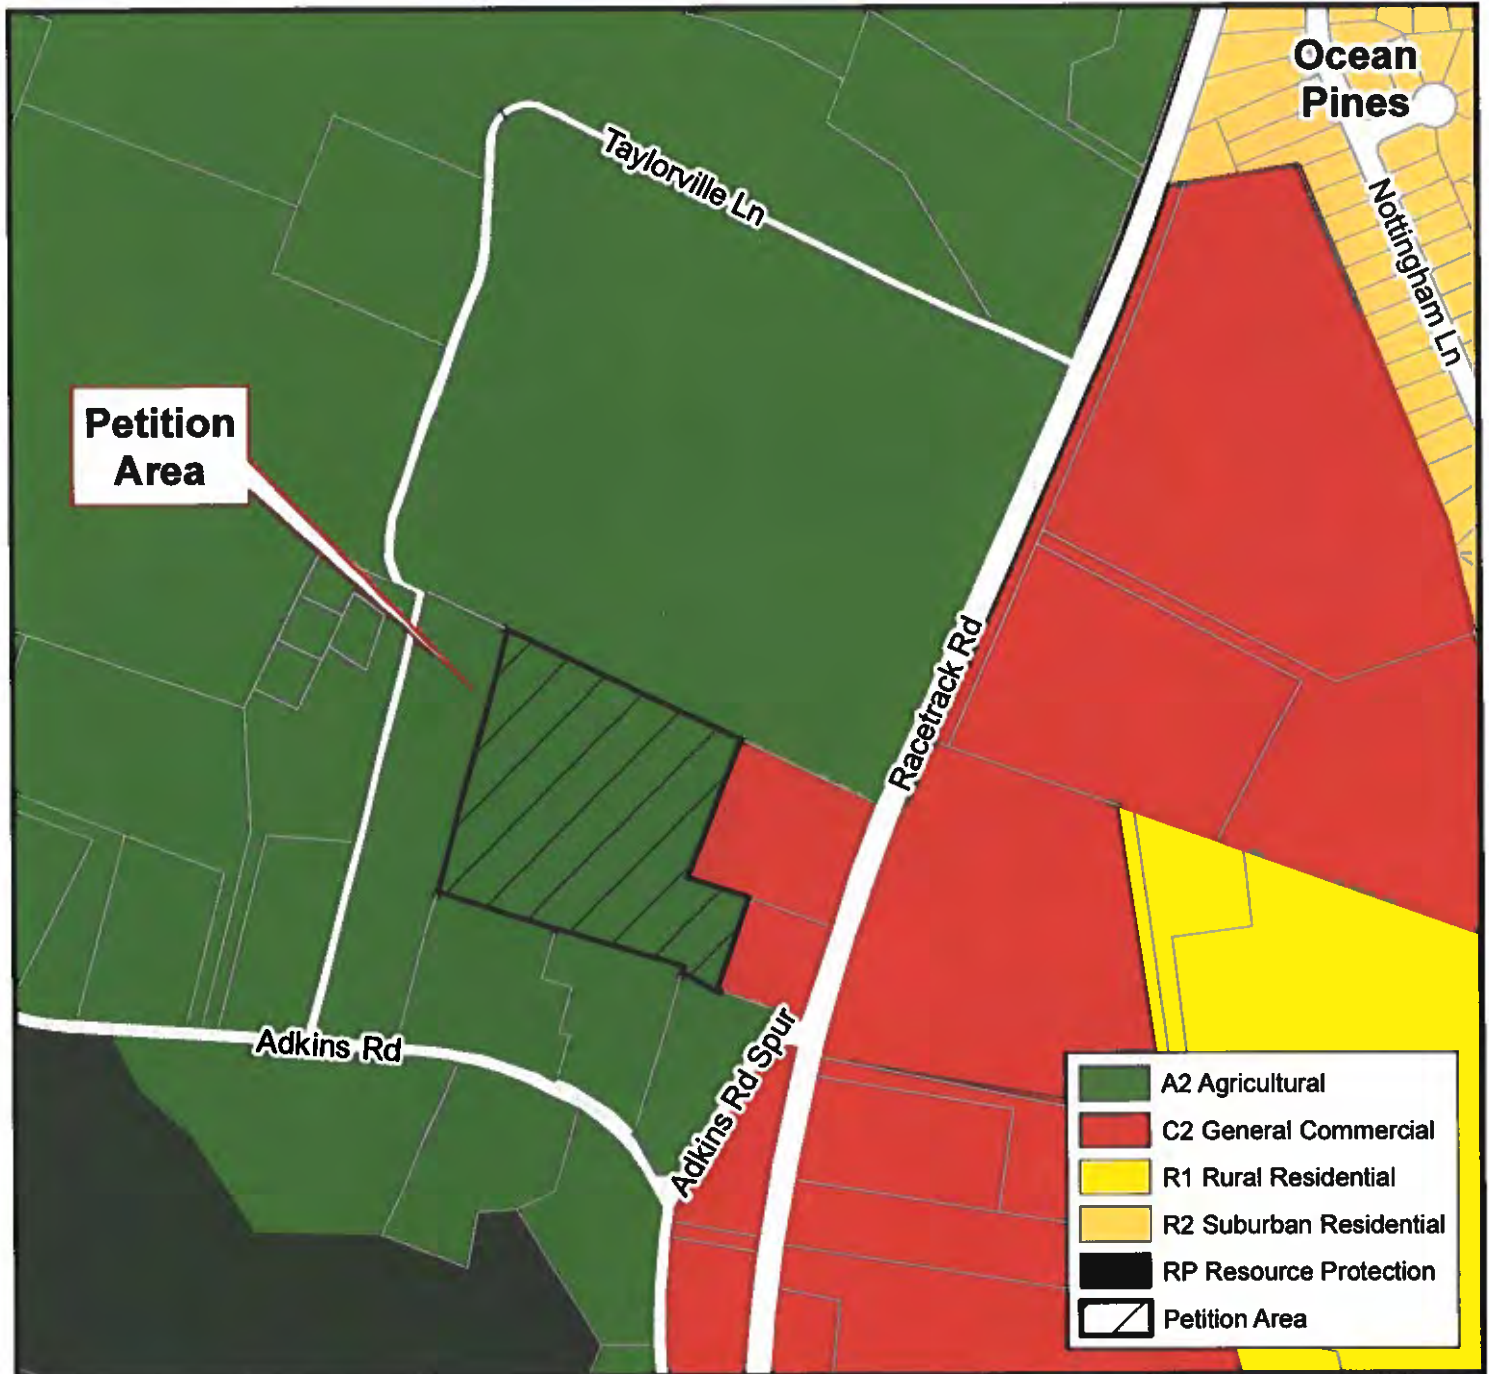 Ocean
Pines
Taylorville Ln
Nottingham Ln
Petition
Area
Racetrack Rd
Adkins Rd
Adkins Rd Spur
A2 Agricultural
C2 General Commercial
R1 Rural Residential
R2 Suburban Residential
RP Resource Protection
Petition Area